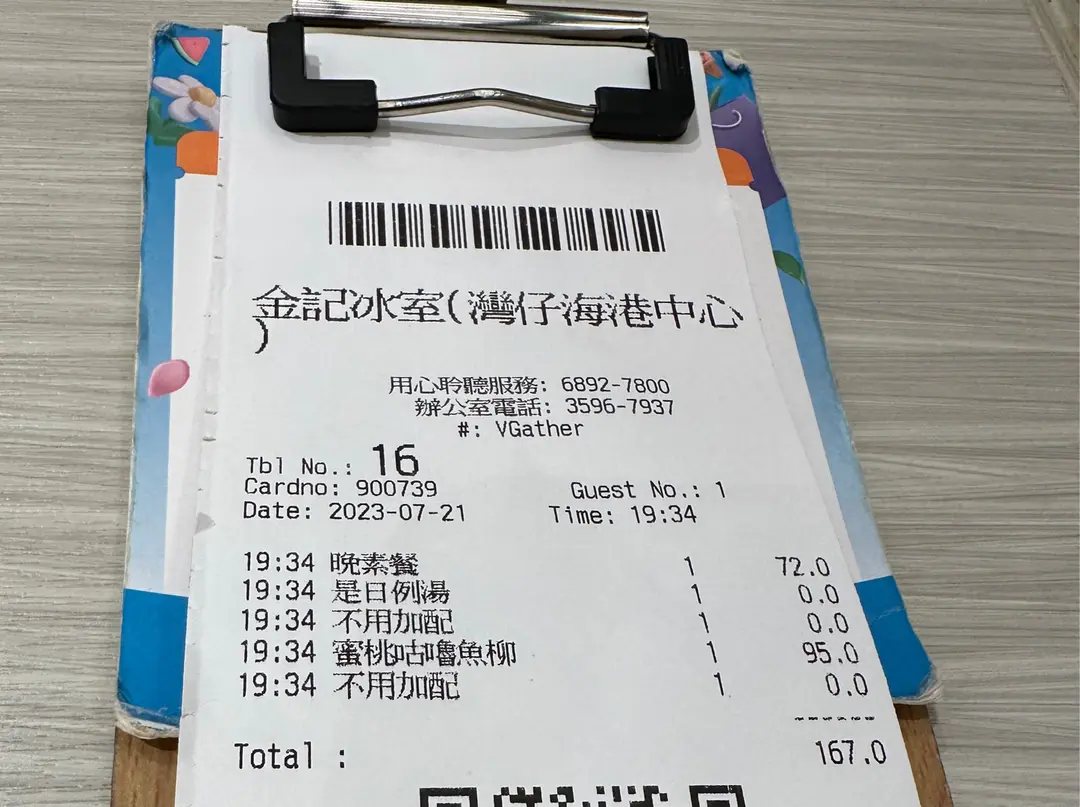 金記冰室(灣仔海港中心
)
用心聆聽服務: 6892-7800
辦公室電話: 3596-7937
#: VGather
Tbl No.: 16
Cardno: 900739 Guest No.: 1
Date: 2023-07-21 Time: 19:34
19:34 晚素餐 1 72.0
19:34 是日例湯 1 0.0
19:34 不用加配 1 0.0
19:34 蜜桃咕嚕魚柳 1 95.0
19:34 不用加配 1 0.0
Total : 167.0